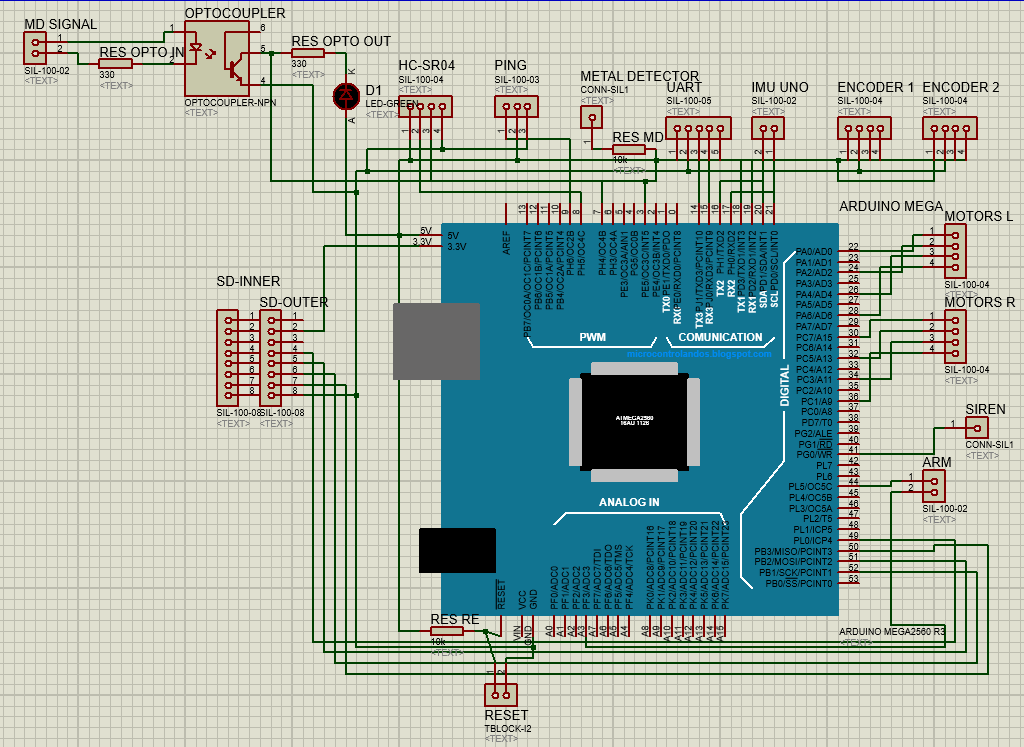 MD SIGNAL
1
2
SIL-100-02
<TEXT>
RES OPTO IN
330
<TEXT>
OPTOCOUPLER
1
2
6
5
4
OPTOCOUPLER-NPN
<TEXT>
RES OPTO OUT
330
<TEXT>
K
D1
LED-GREEN
<TEXT>
A
HC-SR04
SIL-100-04
1
2
3
4
PING
SIL-100-03
1
2
3
METAL DETECTOR
CONN-SIL1
<TEXT>
1
RES MD
10k
<TEXT>
UART
SIL-100-05
1
2
3
4
5
IMU UNO
SIL-100-02
2
1
ENCODER 1
SIL-100-04
1
2
3
4
ENCODER 2
SIL-100-04
1
2
3
4
ARDUINO MEGA
5V
3.3V
5V
3.3V
AREF
13
12
11
10
9
8
7
6
5
4
3
2
1
0
14
15
16
17
18
19
20
21
PB7/OC0A/OC1C/PCINT7
PB6/OC1B/PCINT6
PB5/OC1A/PCINT5
PB4/OC2A/PCINT4
PH6/OC2B
PH5/OC4C
PH4/OC4B
PH3/OC4A
PE3/OC3A/AIN1
PG5/OC0B
PE5/OC3C/INT5
PE4/OC3B/INT4
TX0 PE1/TXD0/PDO
RX0 PE0/RXD0/PCINT8
TX3 PJ1/TXD3/PCINT10
RX3 PJ0/RXD3/PCINT9
TX2 PH1/TXD2
RX2 PH0/RXD2
TX1 PD3/TXD1/INT3
RX1 PD2/RXD1/INT2
SDA PD1/SDA/INT1
SCL PD0/SCL/INT0
PWM
COMUNICATION
microcontrolandos.blogspot.com
DIGITAL
ATMEGA2560
16AU 1126
ANALOG IN
PA0/AD0 22
PA1/AD1 23
PA2/AD2 24
PA3/AD3 25
PA4/AD4 26
PA5/AD5 27
PA6/AD6 28
PA7/AD7 29
PC7/A15 30
PC6/A14 31
PC5/A13 32
PC4/A12 33
PC3/A11 34
PC2/A10 35
PC1/A9 36
PC0/A8 37
PD7/T0 38
PG2/ALE 39
PG1/RD 40
PG0/WR 41
PL7 42
PL6 43
PL5/OC5C 44
PL4/OC5B 45
PL3/OC5A 46
PL2/T5 47
PL1/ICP5 48
PL0/ICP4 49
PB3/MISO/PCINT3 50
PB2/MOSI/PCINT2 51
PB1/SCK/PCINT1 52
PB0/SS/PCINT0 53
MOTORS L
1
2
3
4
SIL-100-04
<TEXT>
MOTORS R
1
2
3
4
SIL-100-04
<TEXT>
SIREN
1
CONN-SIL1
<TEXT>
ARM
1
2
SIL-100-02
<TEXT>
SD-INNER
1
2
3
4
5
6
7
8
SIL-100-08
<TEXT>
SD-OUTER
1
2
3
4
5
6
7
8
SIL-100-08
<TEXT>
RESET
VCC
GND
PF0/ADC0
PF1/ADC1
PF2/ADC2
PF3/ADC3
PF7/ADC7/TDI
PF6/ADC6/TDO
PF5/ADC5/TMS
PF4/ADC4/TCK
PK0/ADC8/PCINT16
PK1/ADC9/PCINT17
PK2/ADC10/PCINT18
PK3/ADC11/PCINT19
PK4/ADC12/PCINT20
PK5/ADC13/PCINT21
PK6/ADC14/PCINT22
PK7/ADC15/PCINT23
VIN
GND
A0
A1
A2
A3
A7
A6
A5
A4
A8
A9
A10
A11
A12
A13
A14
A15
ARDUINO MEGA2560 R3
<TEXT>
RES RE
10k
<TEXT>
1
2
RESET
TBLOCK-I2
<TEXT>